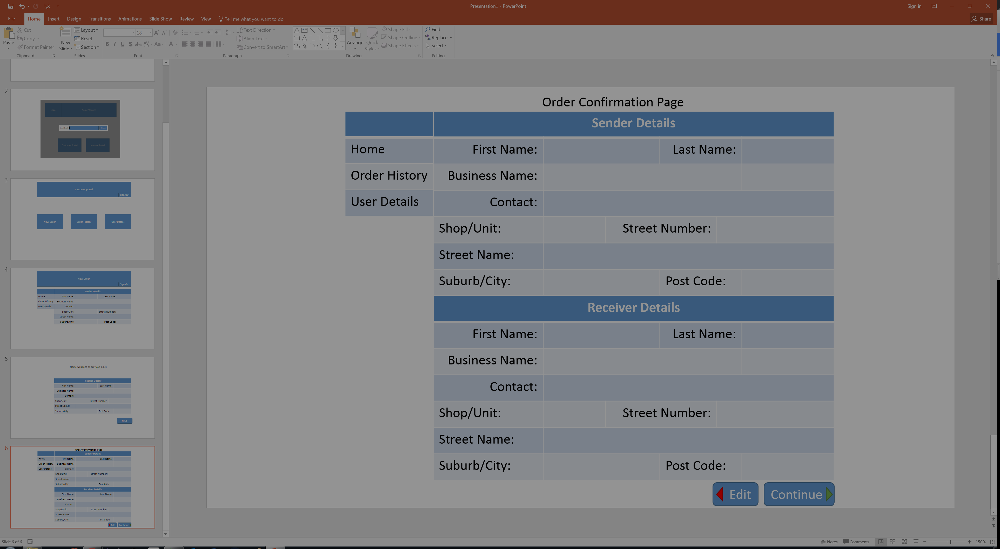 Presentation1 - PowerPoint
Sign in
File Home Insert Design Transitions Animations Slide Show Review View Tell me what you want to do
Share
Paste
Cut
Copy
Format Painter
Clipboard
New Slide
Layout
Reset
Section
Slides
18
B I U S abc AV Aa A
Font
Text Direction
Align Text
Convert to SmartArt
Paragraph
Arrange
Quick Styles
Shape Fill
Shape Outline
Shape Effects
Drawing
Find
Replace
Select
Editing
2
Logo
Submit
Customer Portal
Internal Portal
3
Customer portal
Sign Out
New Order Order History User Details
4
New Order
Sign Out
Sender Details
Home First Name: Last Name:
Order History Business Name:
User Details Contact:
Shop/Unit: Street Number:
Street Name:
Suburb/City: Post Code:
5
(same webpage as previous slide)
Receiver Details
First Name: Last Name:
Business Name:
Contact:
Shop/Unit: Street Number:
Street Name:
Suburb/City: Post Code:
Next
6
Order Confirmation Page
Sender Details
Home First Name: Last Name:
Order History Business Name:
User Details Contact:
Shop/Unit: Street Number:
Street Name:
Suburb/City: Post Code:
Receiver Details
First Name: Last Name:
Business Name:
Contact:
Shop/Unit: Street Number:
Street Name:
Suburb/City: Post Code:
Edit Continue
Order Confirmation Page
Sender Details
Home First Name: Last Name:
Order History Business Name:
User Details Contact:
Shop/Unit: Street Number:
Street Name:
Suburb/City: Post Code:
Receiver Details
First Name: Last Name:
Business Name:
Contact:
Shop/Unit: Street Number:
Street Name:
Suburb/City: Post Code:
Edit Continue
Slide 6 of 6
Notes Comments 150%